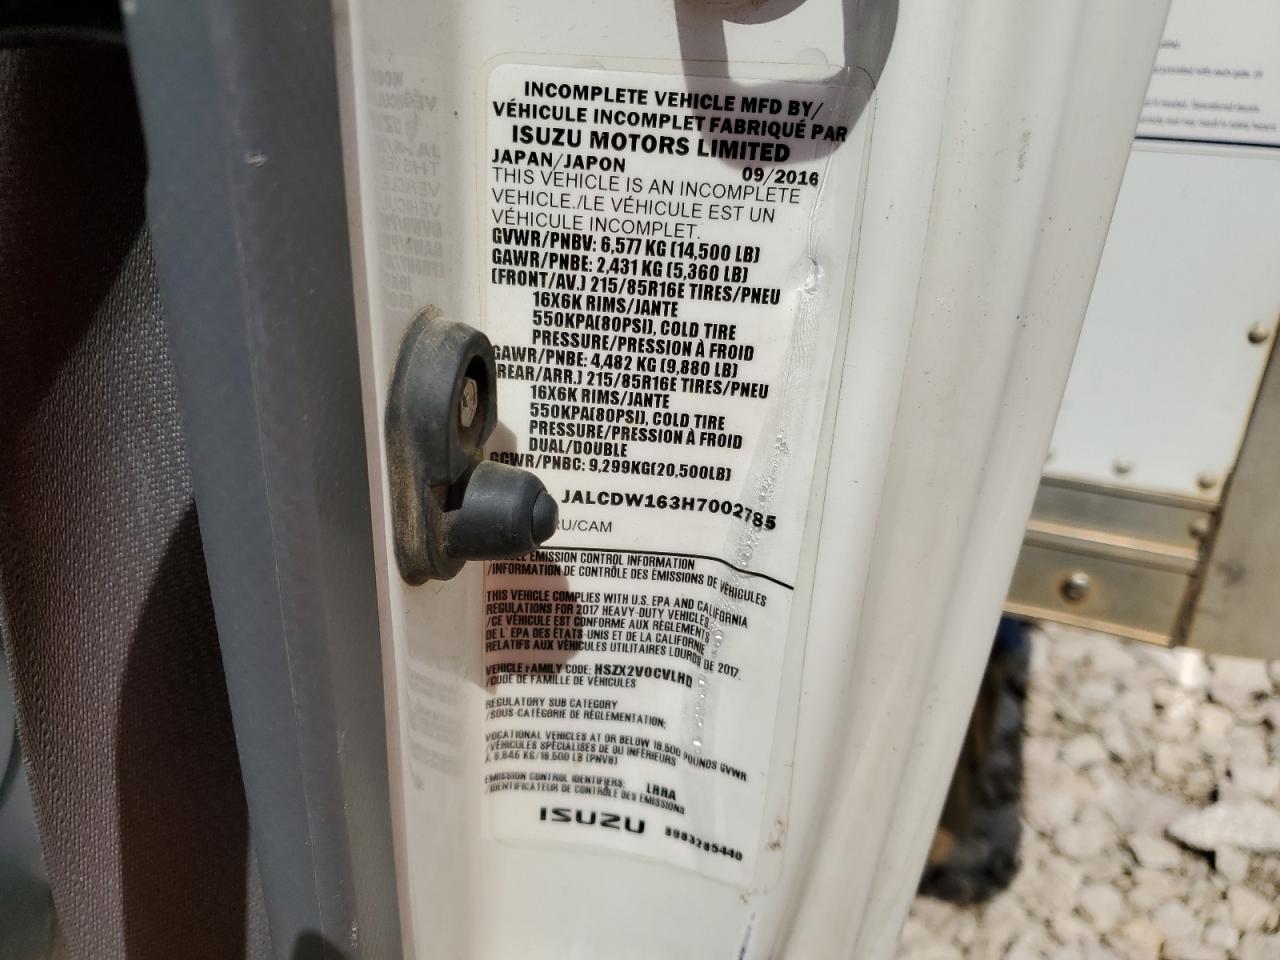 INCOMPLETE VEHICLE MFD BY/
VÉHICULE INCOMPLET FABRIQUÉ PAR
ISUZU MOTORS LIMITED
JAPAN/JAPON 09/2016
THIS VEHICLE IS AN INCOMPLETE
VEHICLE./LE VÉHICULE EST UN
VÉHICULE INCOMPLET.
GVWR/PNBV: 6,577 KG (14,500 LB)
GAWR/PNBE: 2,431 KG (5,360 LB)
(FRONT/AV.) 215/85R16E TIRES/PNEU
16X6K RIMS/JANTE
550KPA(80PSI), COLD TIRE
PRESSURE/PRESSION À FROID
GAWR/PNBE: 4,482 KG (9,880 LB)
(REAR/ARR.) 215/85R16E TIRES/PNEU
16X6K RIMS/JANTE
550KPA(80PSI), COLD TIRE
PRESSURE/PRESSION À FROID
DUAL/DOUBLE
GCWR/PNBC: 9,299KG(20,500LB)
JALCDW163H7002785
RU/CAM
EMISSION CONTROL INFORMATION
/INFORMATION DE CONTRÔLE DES ÉMISSIONS DE VÉHICULES
THIS VEHICLE COMPLIES WITH U.S. EPA AND CALIFORNIA
REGULATIONS FOR 2017 HEAVY-DUTY VEHICLES.
/CE VÉHICULE EST CONFORME AUX RÈGLEMENTS
DE L'EPA DES ÉTATS-UNIS ET DE LA CALIFORNIE
RELATIFS AUX VÉHICULES UTILITAIRES LOURDS DE 2017.
VEHICLE FAMILY CODE: HSZX2VOCVLHD
/CODE DE FAMILLE DE VÉHICULES
REGULATORY SUB CATEGORY
/SOUS-CATÉGORIE DE RÉGLEMENTATION:
VOCATIONAL VEHICLES AT OR BELOW 19,500 POUNDS GVWR
/VÉHICULES SPÉCIALISÉS DE OU INFÉRIEURS
À 8,845 KG/19,500 LB (PNVB)
EMISSION CONTROL IDENTIFIERS: LRRA
/IDENTIFICATEUR DE CONTRÔLE DES ÉMISSIONS
ISUZU 8983285440